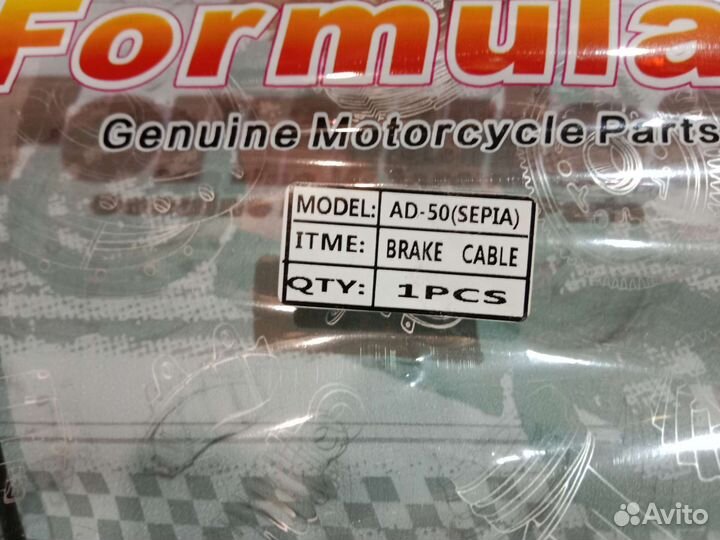 Formula
Genuine Motorcycle Parts
MODEL: AD-50(SEPIA)
ITME: BRAKE CABLE
QTY: 1PCS
Avito